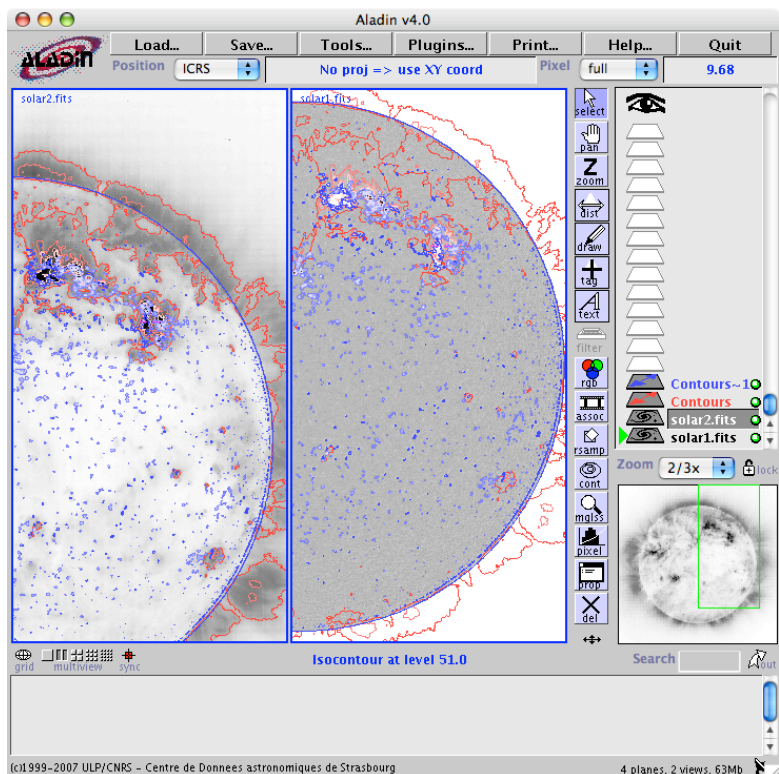 Aladin v4.0
ALADIN
Load... Save... Tools... Plugins... Print... Help... Quit
Position ICRS No proj => use XY coord Pixel full 9.68
solar2.fits
solar1.fits
select
pan
Z
zoom
dist
draw
tag
A
text
filter
rgb
assoc
rsamp
cont
mglss
pixel
prop
del
Contours~1
Contours
solar2.fits
solar1.fits
Zoom 2/3x lock
grid multiview sync Isocontour at level 51.0 Search out
(c)1999-2007 ULP/CNRS - Centre de Donnees astronomiques de Strasbourg 4 planes, 2 views, 63Mb